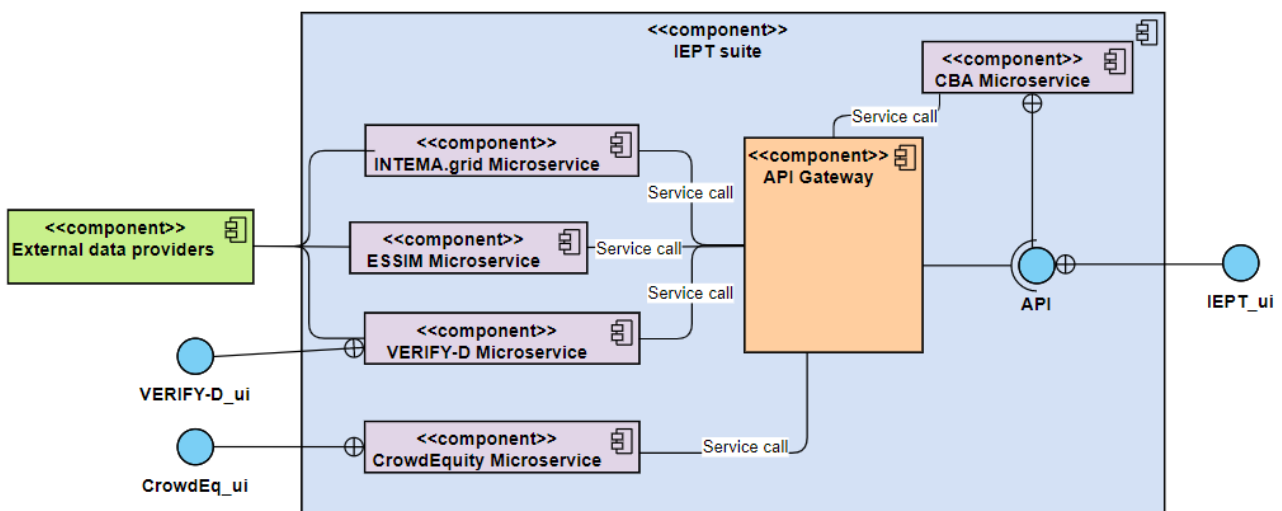 <<component>>
IEPT suite
<<component>>
CBA Microservice
Service call
<<component>>
INTEMA.grid Microservice
<<component>>
API Gateway
Service call
<<component>>
External data providers
<<component>>
ESSIM Microservice
Service call
Service call
API
IEPT_ui
<<component>>
VERIFY-D Microservice
VERIFY-D_ui
<<component>>
CrowdEquity Microservice
Service call
CrowdEq_ui